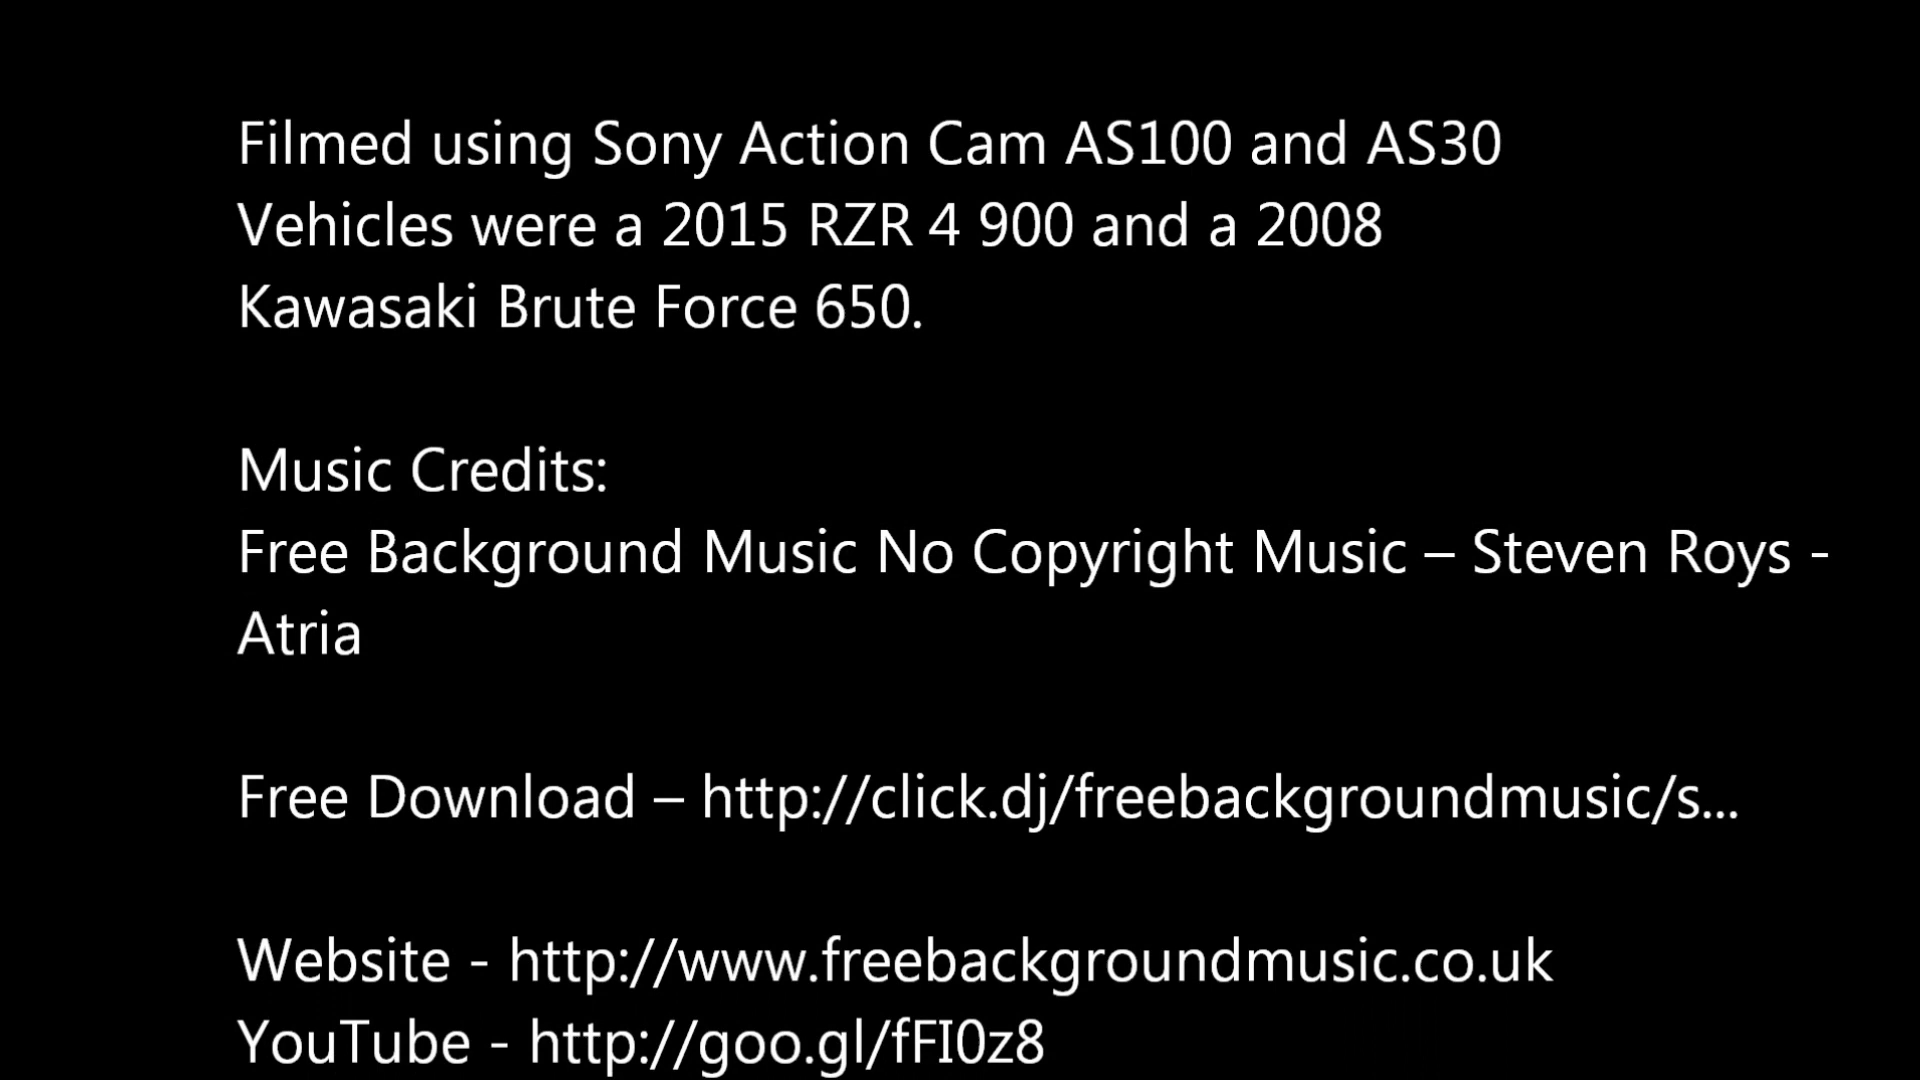 Filmed using Sony Action Cam AS100 and AS30
Vehicles were a 2015 RZR 4 900 and a 2008
Kawasaki Brute Force 650.
Music Credits:
Free Background Music No Copyright Music – Steven Roys -
Atria
Free Download – http://click.dj/freebackgroundmusic/s...
Website - http://www.freebackgroundmusic.co.uk
YouTube - http://goo.gl/fFI0z8